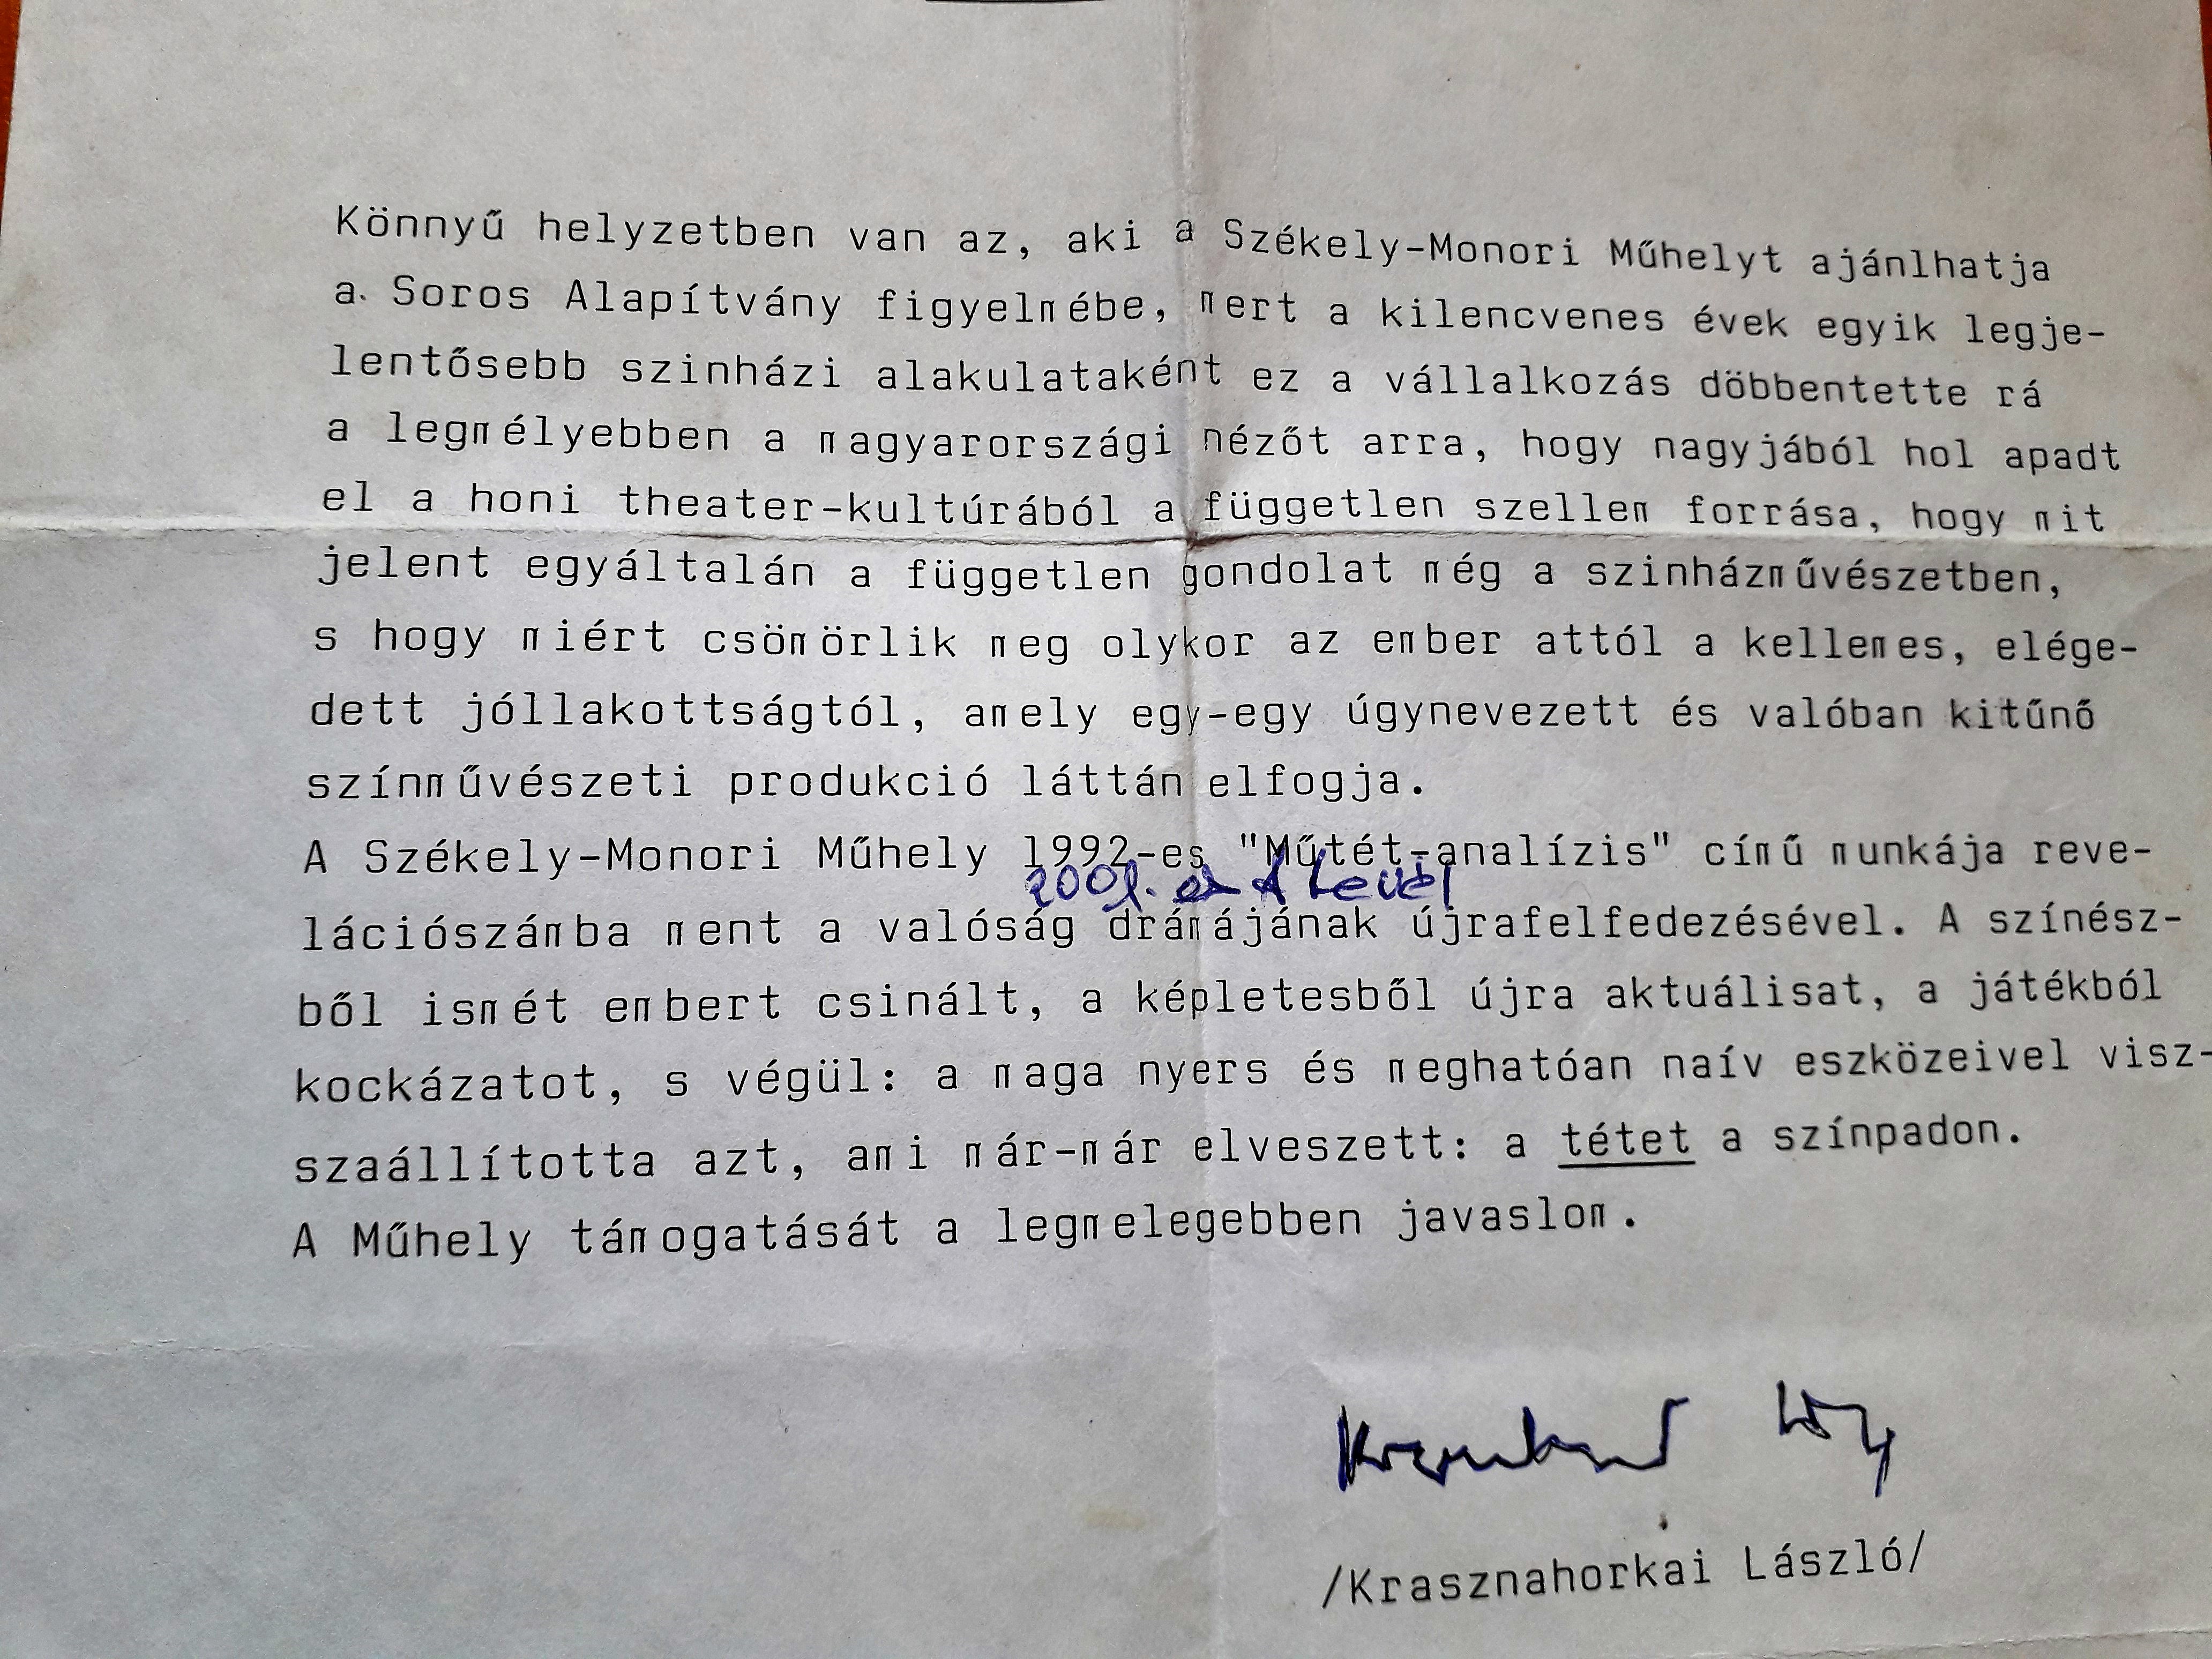 Könnyű helyzetben van az, aki a Székely-Monori Műhelyt ajánlhatja
a Soros Alapítvány figyelmébe, mert a kilencvenes évek egyik legje-
lentősebb szinházi alakulataként ez a vállalkozás döbbentette rá
a legmélyebben a magyarországi nézőt arra, hogy nagyjából hol apadt
el a honi theater-kultúrából a független szellem forrása, hogy mit
jelent egyáltalán a független gondolat még a szinházművészetben,
s hogy miért csömörlik meg olykor az ember attól a kellemes, elége-
dett jóllakottságtól, amely egy-egy úgynevezett és valóban kitűnő
színművészeti produkció láttán elfogja.
A Székely-Monori Műhely 1992-es "Műtét-analízis" című munkája reve-
A Levél
lációszámba ment a valóság drámájának újrafelfedezésével. A színész-
ből ismét embert csinált, a képletesből újra aktuálisat, a játékból
kockázatot, s végül: a maga nyers és meghatóan naív eszközeivel visz-
szaállította azt, ami már-már elveszett: a tétet a színpadon.
A Műhely támogatását a legmelegebben javaslom.
/Krasznahorkai László/